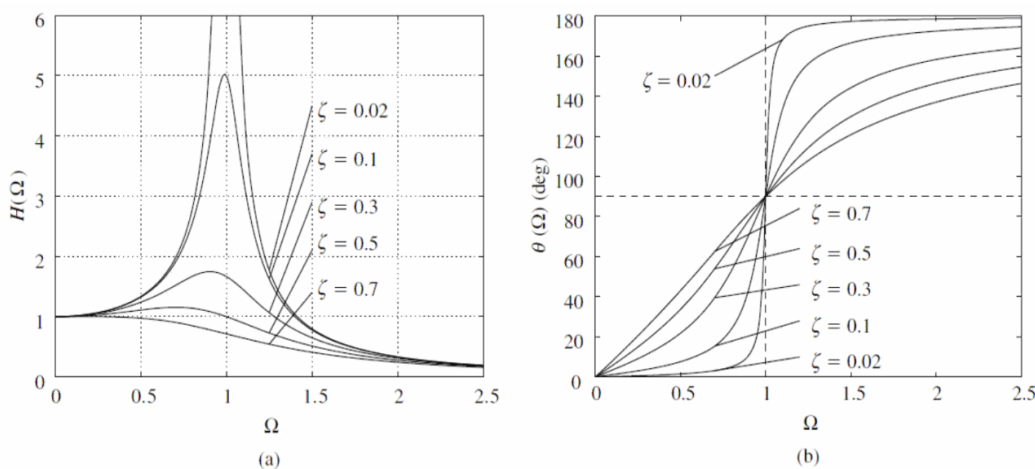 6
5
4
3
2
1
0
H(Ω)
ζ = 0.02
ζ = 0.1
ζ = 0.3
ζ = 0.5
ζ = 0.7
0 0.5 1 1.5 2 2.5
Ω
(a)
180
160
140
120
100
80
60
40
20
0
θ (Ω) (deg)
ζ = 0.02
ζ = 0.7
ζ = 0.5
ζ = 0.3
ζ = 0.1
ζ = 0.02
0 0.5 1 1.5 2 2.5
Ω
(b)